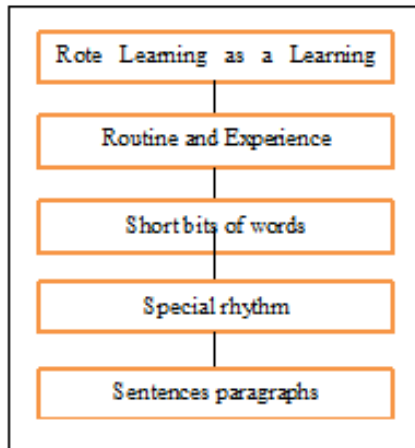 Rote Learning as a Learning
Routine and Experience
Short bits of words
Special rhythm
Sentences paragraphs